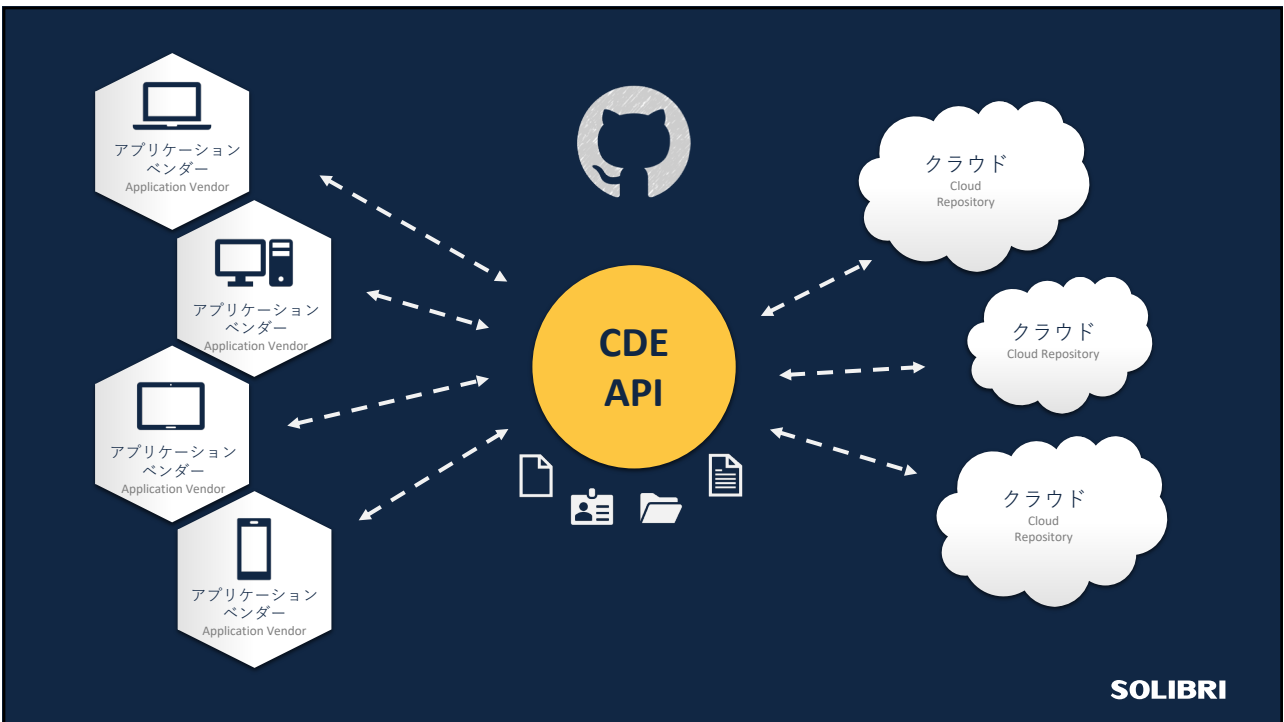 アプリケーション
ベンダー
Application Vendor
アプリケーション
ベンダー
Application Vendor
アプリケーション
ベンダー
Application Vendor
アプリケーション
ベンダー
Application Vendor
CDE
API
クラウド
Cloud
Repository
クラウド
Cloud Repository
クラウド
Cloud
Repository
SOLIBRI